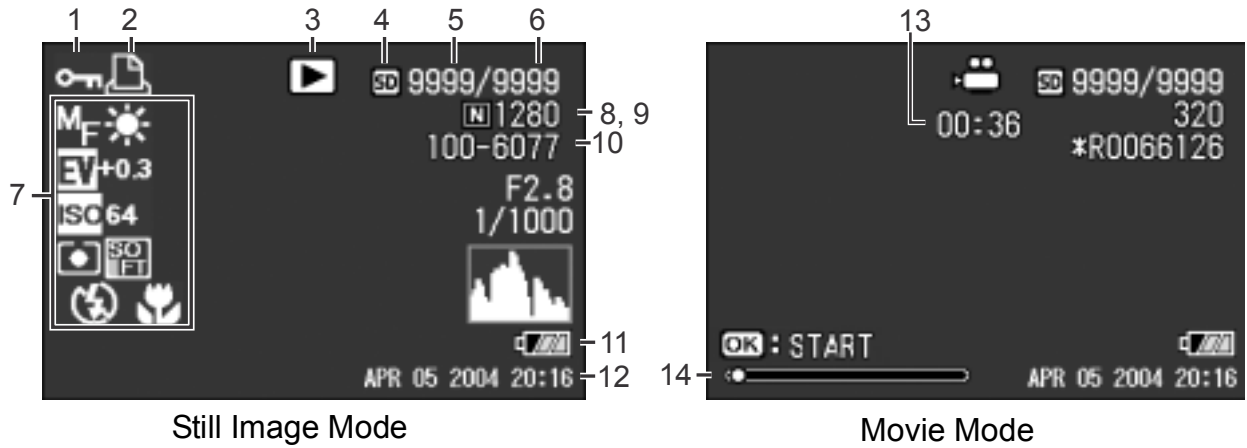 1 2 3 4 5 6
SD 9999/9999
N 1280
8, 9
100-6077
10
MF
EV +0.3
7
ISO 64
SOFT
F2.8
1/1000
11
APR 05 2004 20:16
12
Still Image Mode
13
SD 9999/9999
00:36
320
*R0066126
OK : START
14
APR 05 2004 20:16
Movie Mode